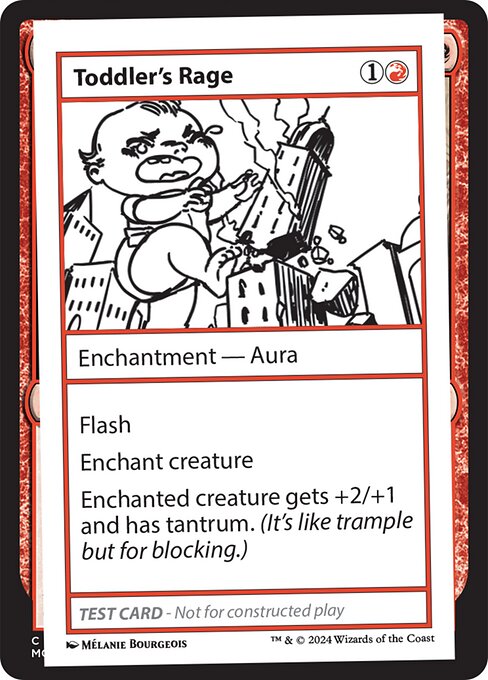 Toddler's Rage 1
Enchantment — Aura
Flash
Enchant creature
Enchanted creature gets +2/+1
and has tantrum. (It's like trample
but for blocking.)
TEST CARD - Not for constructed play
C
MÉLANIE BOURGEOIS ™ & © 2024 Wizards of the Coast